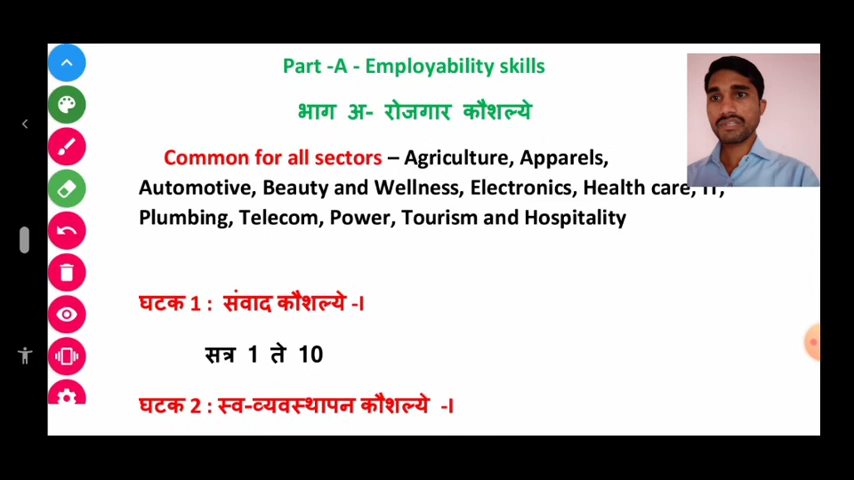 Part -A - Employability skills
भाग अ- रोजगार कौशल्ये
Common for all sectors – Agriculture, Apparels,
Automotive, Beauty and Wellness, Electronics, Health care, IT,
Plumbing, Telecom, Power, Tourism and Hospitality
घटक 1 : संवाद कौशल्ये -I
सत्र 1 ते 10
घटक 2 : स्व-व्यवस्थापन कौशल्ये -I